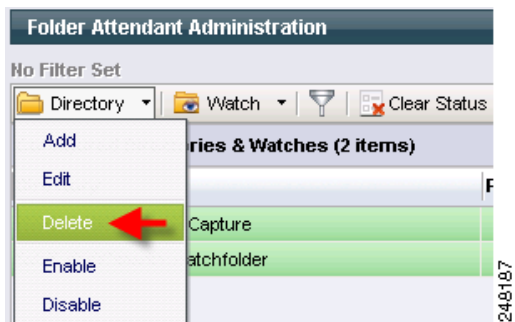 Folder Attendant Administration
No Filter Set
Directory Watch Clear Status
ries & Watches (2 items)
Add
Edit
Delete Capture
Enable atchfolder
Disable
248187